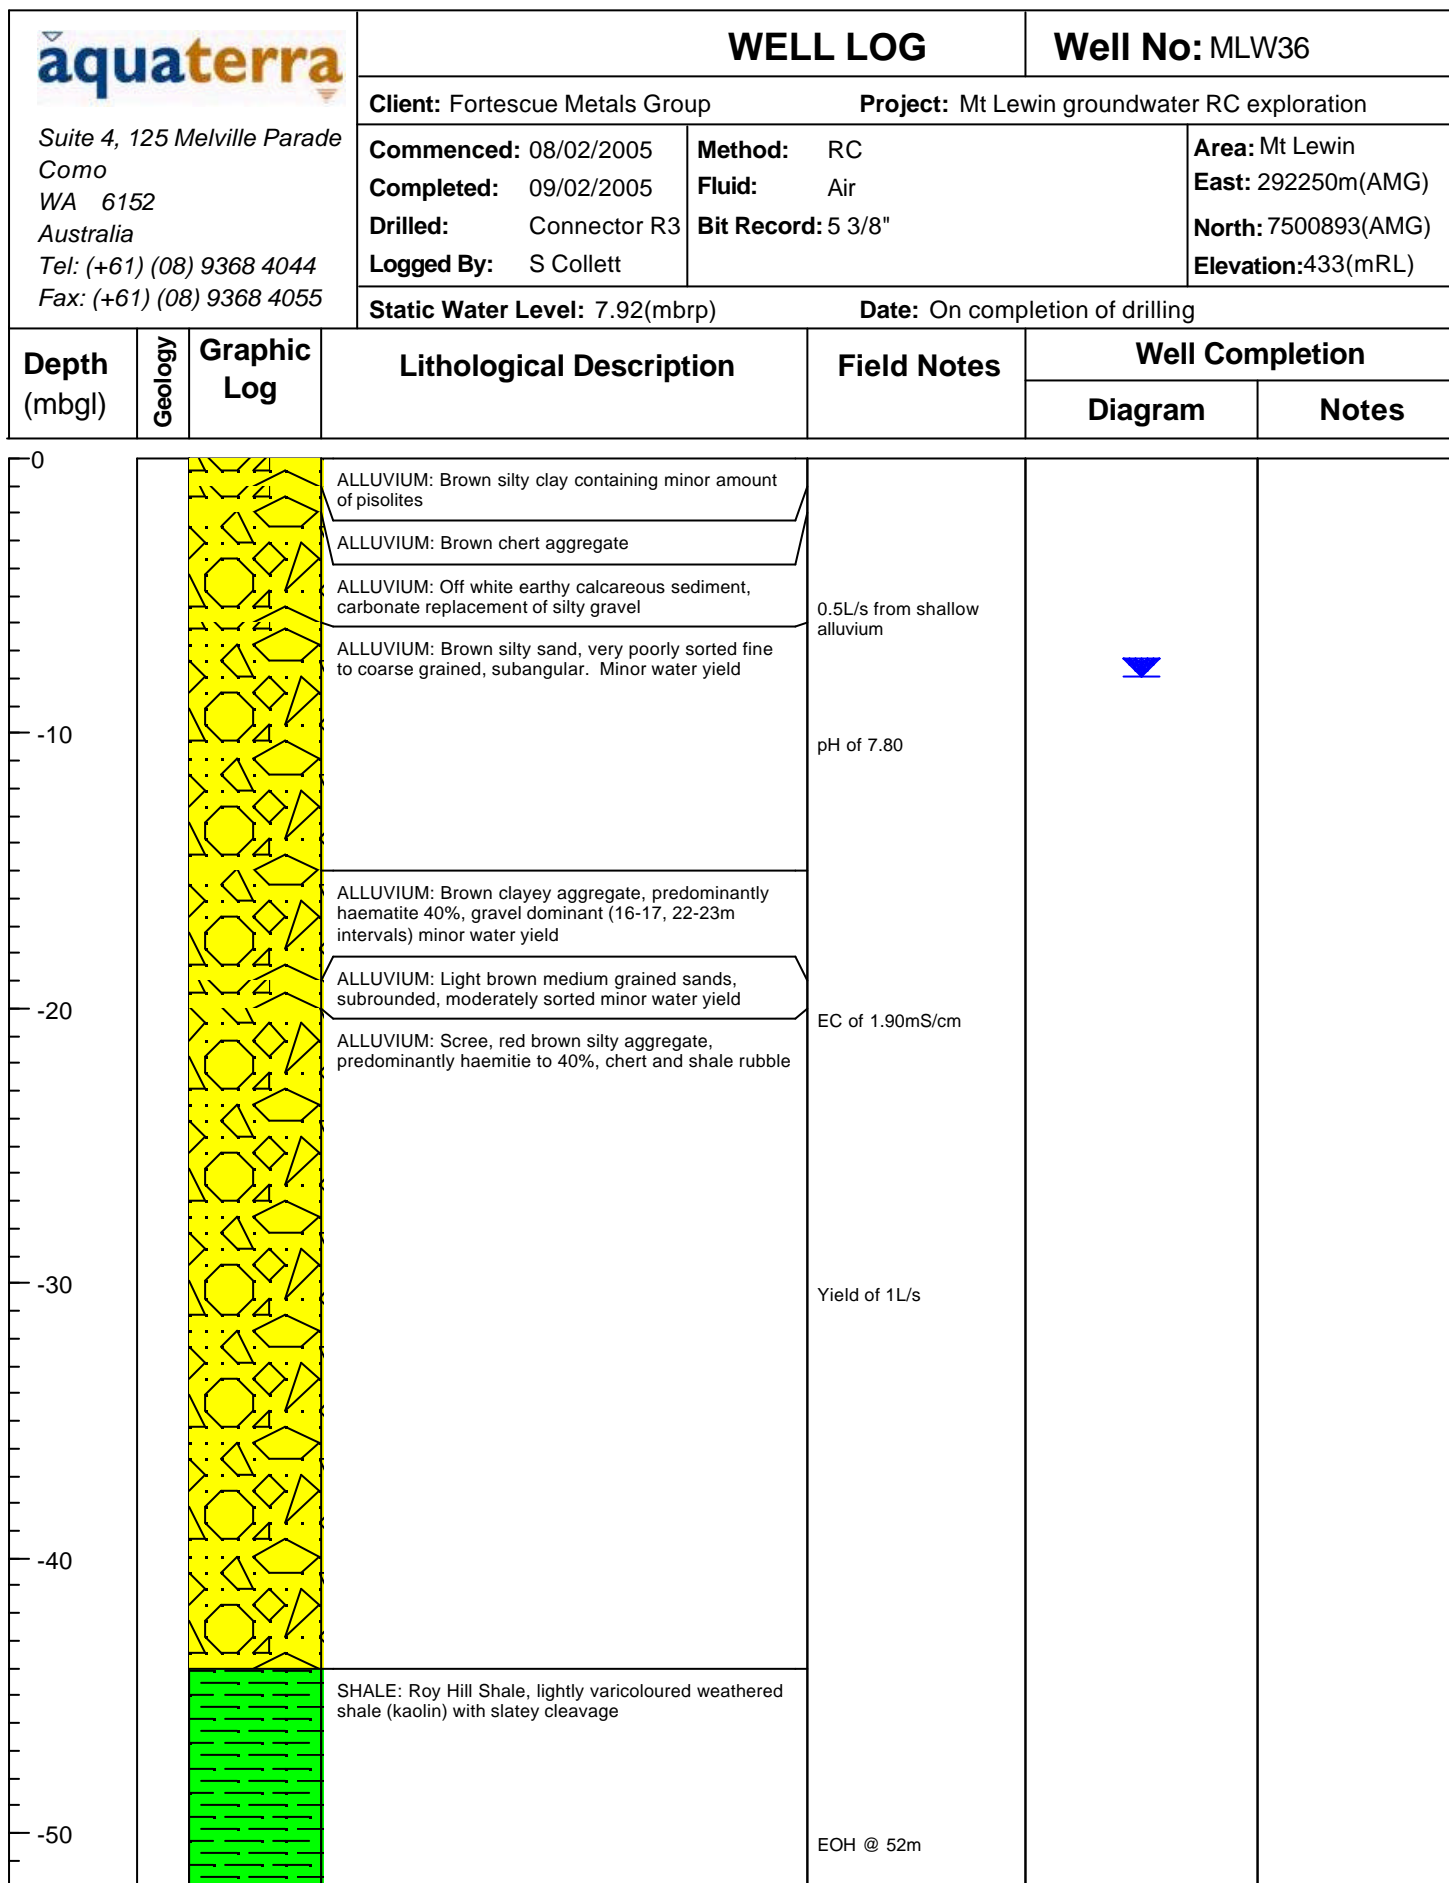 aquaterra
WELL LOG
Well No: MLW36
Client: Fortescue Metals Group
Project: Mt Lewin groundwater RC exploration
Suite 4, 125 Melville Parade
Como
WA 6152
Australia
Tel: (+61) (08) 9368 4044
Fax: (+61) (08) 9368 4055
Commenced: 08/02/2005
Completed: 09/02/2005
Drilled: Connector R3
Logged By: S Collett
Method: RC
Fluid: Air
Bit Record: 5 3/8"
Area: Mt Lewin
East: 292250m(AMG)
North: 7500893(AMG)
Elevation: 433(mRL)
Static Water Level: 7.92(mbrp)
Date: On completion of drilling
Depth
(mbgl)
Geology
Graphic
Log
Lithological Description
Field Notes
Well Completion
Diagram
Notes
0
ALLUVIUM: Brown silty clay containing minor amount
of pisolites
ALLUVIUM: Brown chert aggregate
ALLUVIUM: Off white earthy calcareous sediment,
carbonate replacement of silty gravel
0.5L/s from shallow
alluvium
ALLUVIUM: Brown silty sand, very poorly sorted fine
to coarse grained, subangular. Minor water yield
-10
pH of 7.80
ALLUVIUM: Brown clayey aggregate, predominantly
haematite 40%, gravel dominant (16-17, 22-23m
intervals) minor water yield
ALLUVIUM: Light brown medium grained sands,
subrounded, moderately sorted minor water yield
-20
EC of 1.90mS/cm
ALLUVIUM: Scree, red brown silty aggregate,
predominantly haemitie to 40%, chert and shale rubble
-30
Yield of 1L/s
-40
SHALE: Roy Hill Shale, lightly varicoloured weathered
shale (kaolin) with slatey cleavage
-50
EOH @ 52m